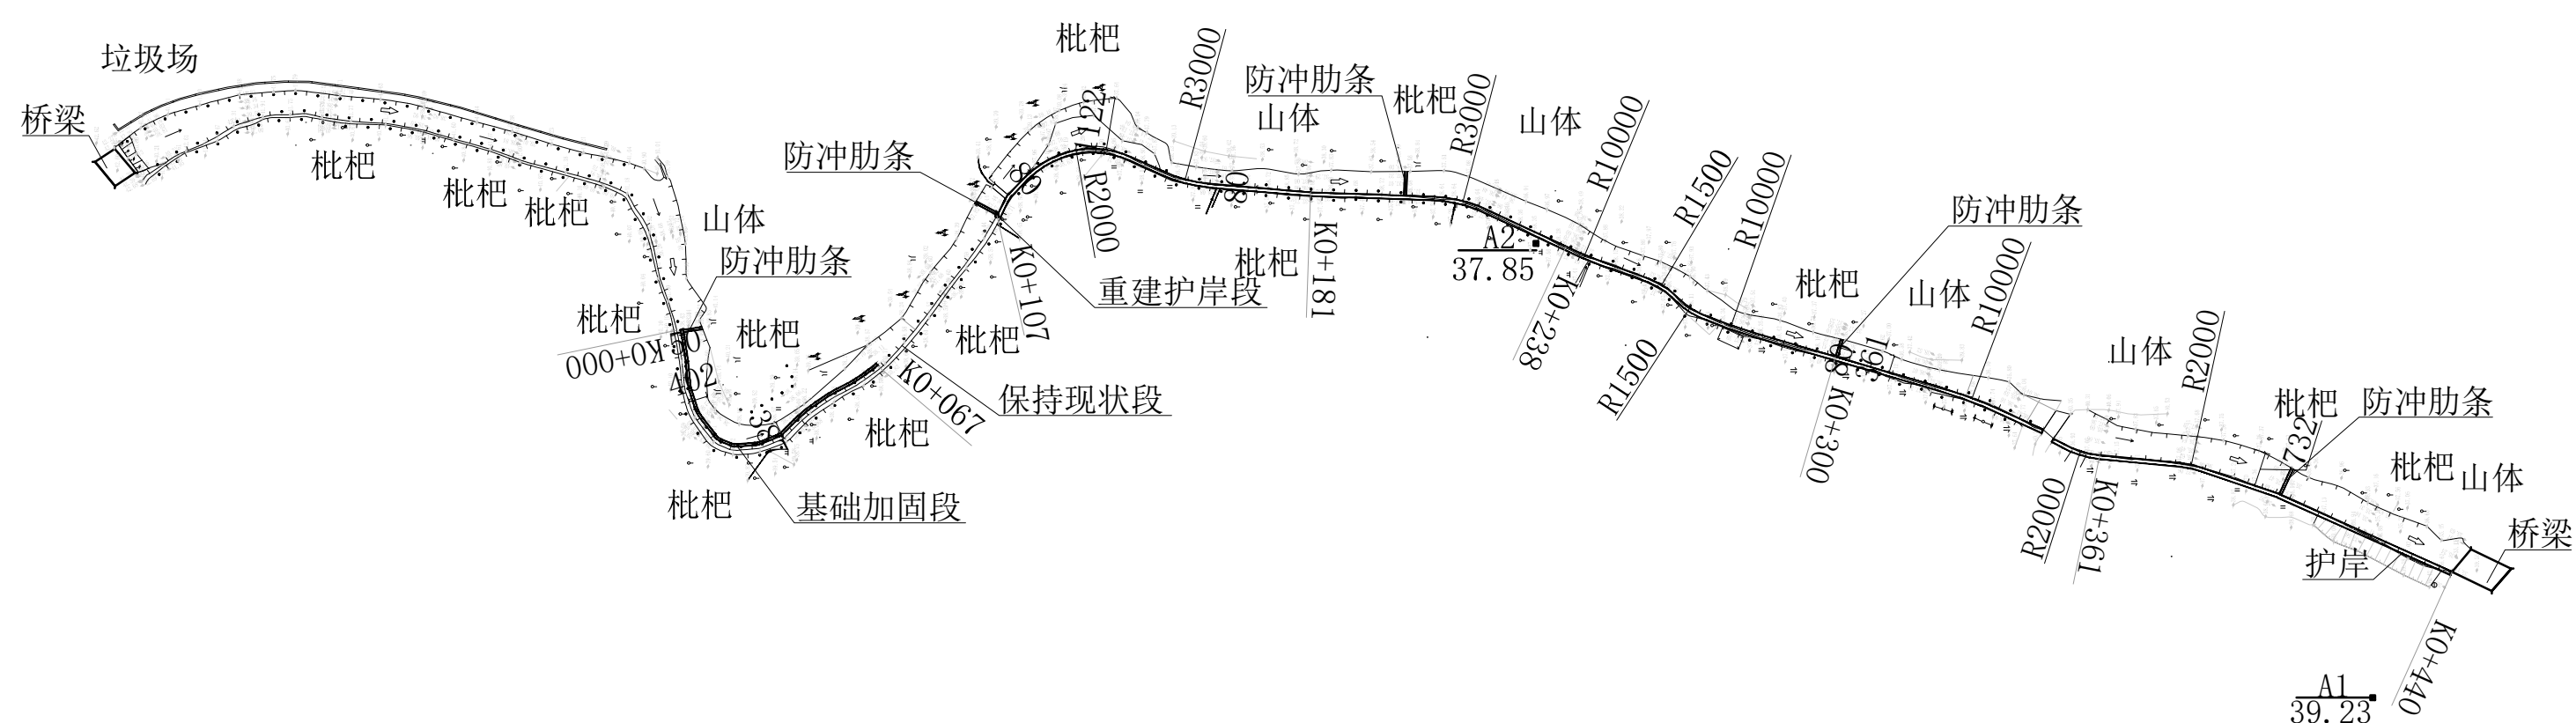 垃圾场
桥梁
枇杷
枇杷
枇杷
山体
防冲肋条
枇杷
枇杷
K0+000
402
枇杷
基础加固段
K0+067
枇杷
保持现状段
枇杷
防冲肋条
K0+107
重建护岸段
枇杷
122
R2000
R3000
防冲肋条
山体
枇杷
枇杷
K0+181
R3000
山体
A2
37.85
R10000
K0+238
R1500
R1500
R10000
枇杷
防冲肋条
山体
361
K0+300
R10000
山体
R2000
R2000
K0+361
枇杷
732
防冲肋条
枇杷
山体
护岸
桥梁
K0+440
A1
39.23